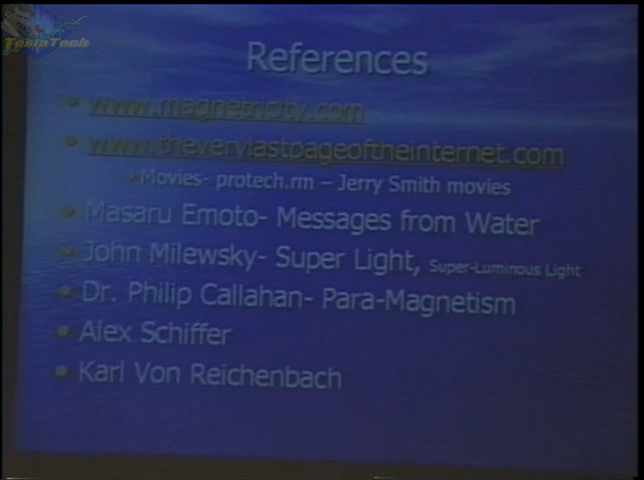 TeslaTech
References
www.magnetricity.com
www.theverylastpageoftheinternet.com
Movies- protech.rm – Jerry Smith movies
Masaru Emoto- Messages from Water
John Milewsky- Super Light, Super-Luminous Light
Dr. Philip Callahan- Para-Magnetism
Alex Schiffer
Karl Von Reichenbach